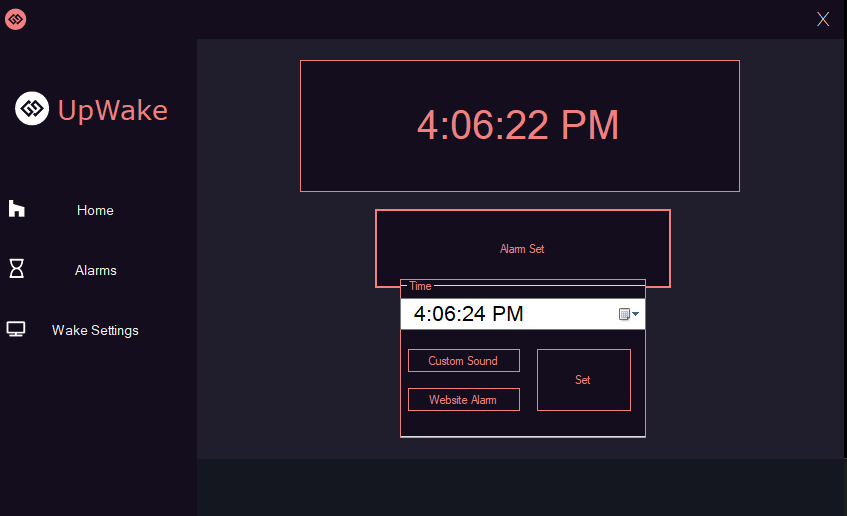 X
UpWake
4:06:22 PM
Home
Alarm Set
Alarms
Time
4:06:24 PM
Wake Settings
Custom Sound
Set
Website Alarm